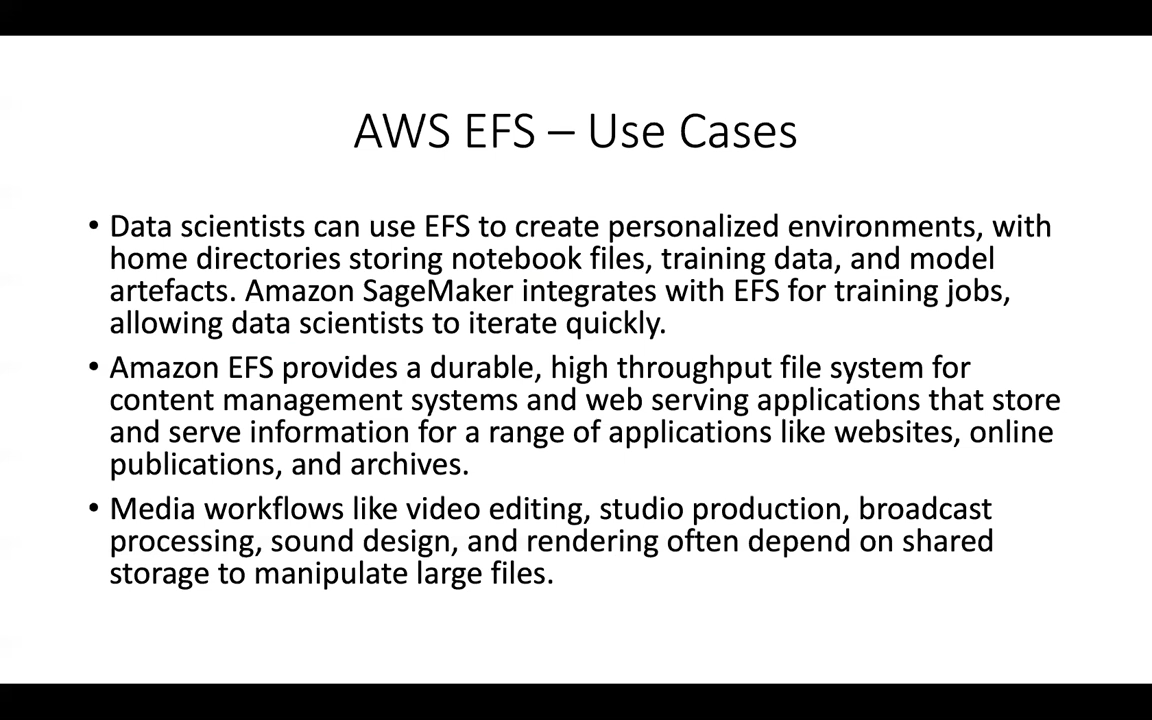 AWS EFS – Use Cases
• Data scientists can use EFS to create personalized environments, with
home directories storing notebook files, training data, and model
artefacts. Amazon SageMaker integrates with EFS for training jobs,
allowing data scientists to iterate quickly.
• Amazon EFS provides a durable, high throughput file system for
content management systems and web serving applications that store
and serve information for a range of applications like websites, online
publications, and archives.
• Media workflows like video editing, studio production, broadcast
processing, sound design, and rendering often depend on shared
storage to manipulate large files.